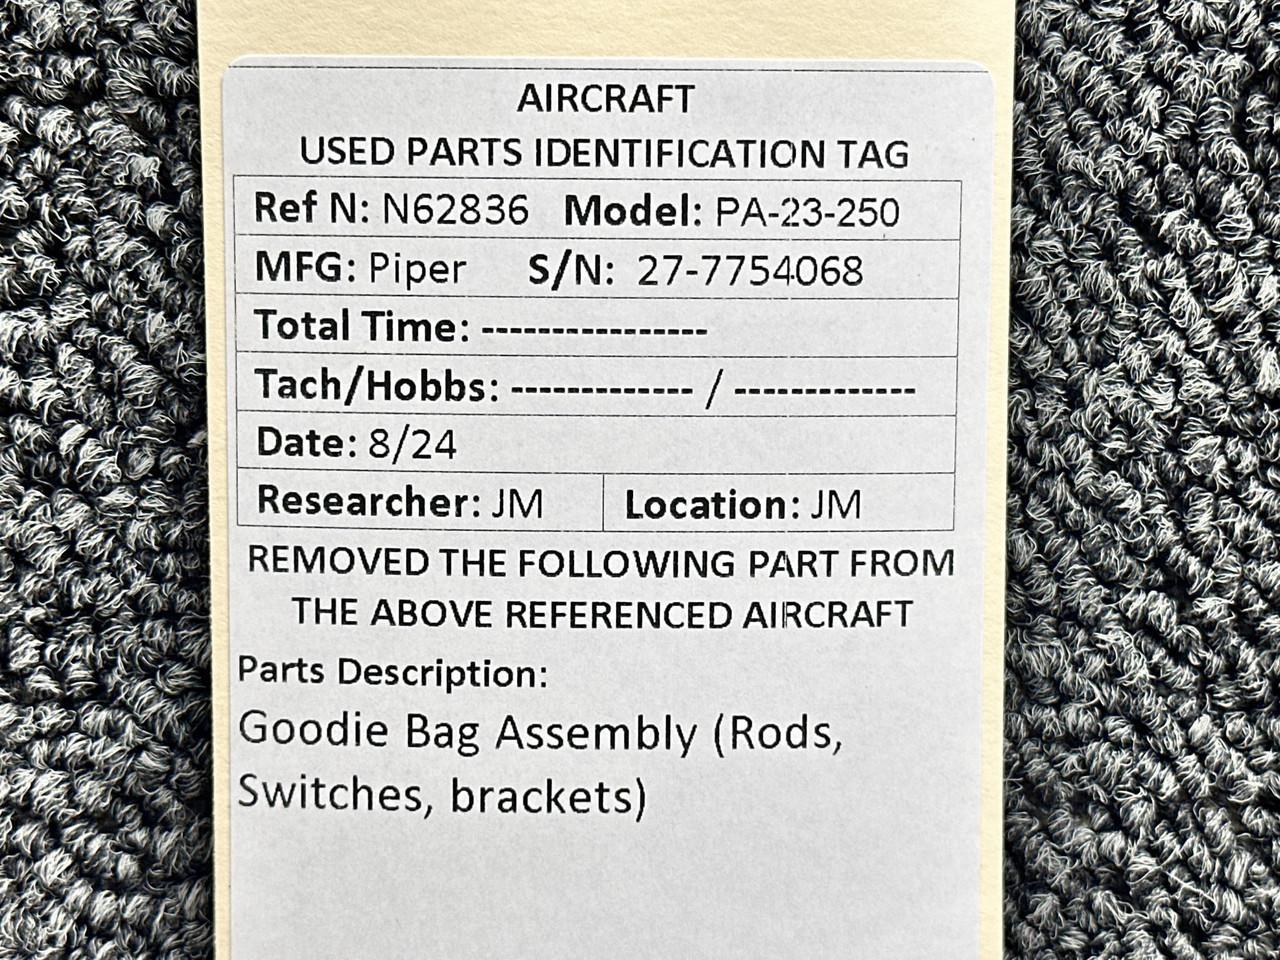 AIRCRAFT
USED PARTS IDENTIFICATION TAG
Ref N: N62836 Model: PA-23-250
MFG: Piper S/N: 27-7754068
Total Time: ----------------
Tach/Hobbs: ------------- / -------------
Date: 8/24
Researcher: JM Location: JM
REMOVED THE FOLLOWING PART FROM
THE ABOVE REFERENCED AIRCRAFT
Parts Description:
Goodie Bag Assembly (Rods,
Switches, brackets)